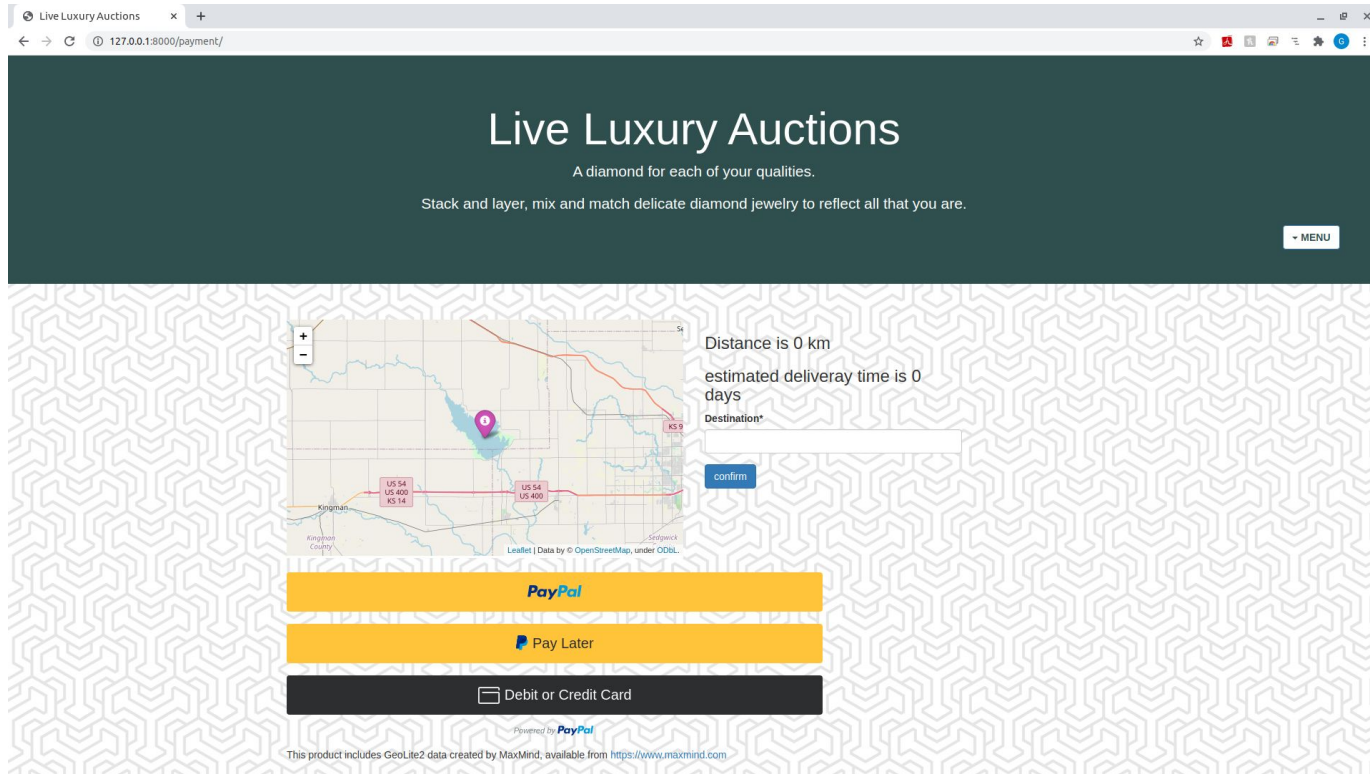 Live Luxury Auctions
127.0.0.1:8000/payment/
G
Live Luxury Auctions
A diamond for each of your qualities.
Stack and layer, mix and match delicate diamond jewelry to reflect all that you are.
MENU
+
−
Se
KS 9
US 54
US 400
KS 14
US 54
US 400
Kingman
Kingman
County
Sedgwick
Leaflet | Data by © OpenStreetMap, under ODbL.
Distance is 0 km
estimated deliveray time is 0
days
Destination*
confirm
PayPal
Pay Later
Debit or Credit Card
Powered by PayPal
This product includes GeoLite2 data created by MaxMind, available from https://www.maxmind.com